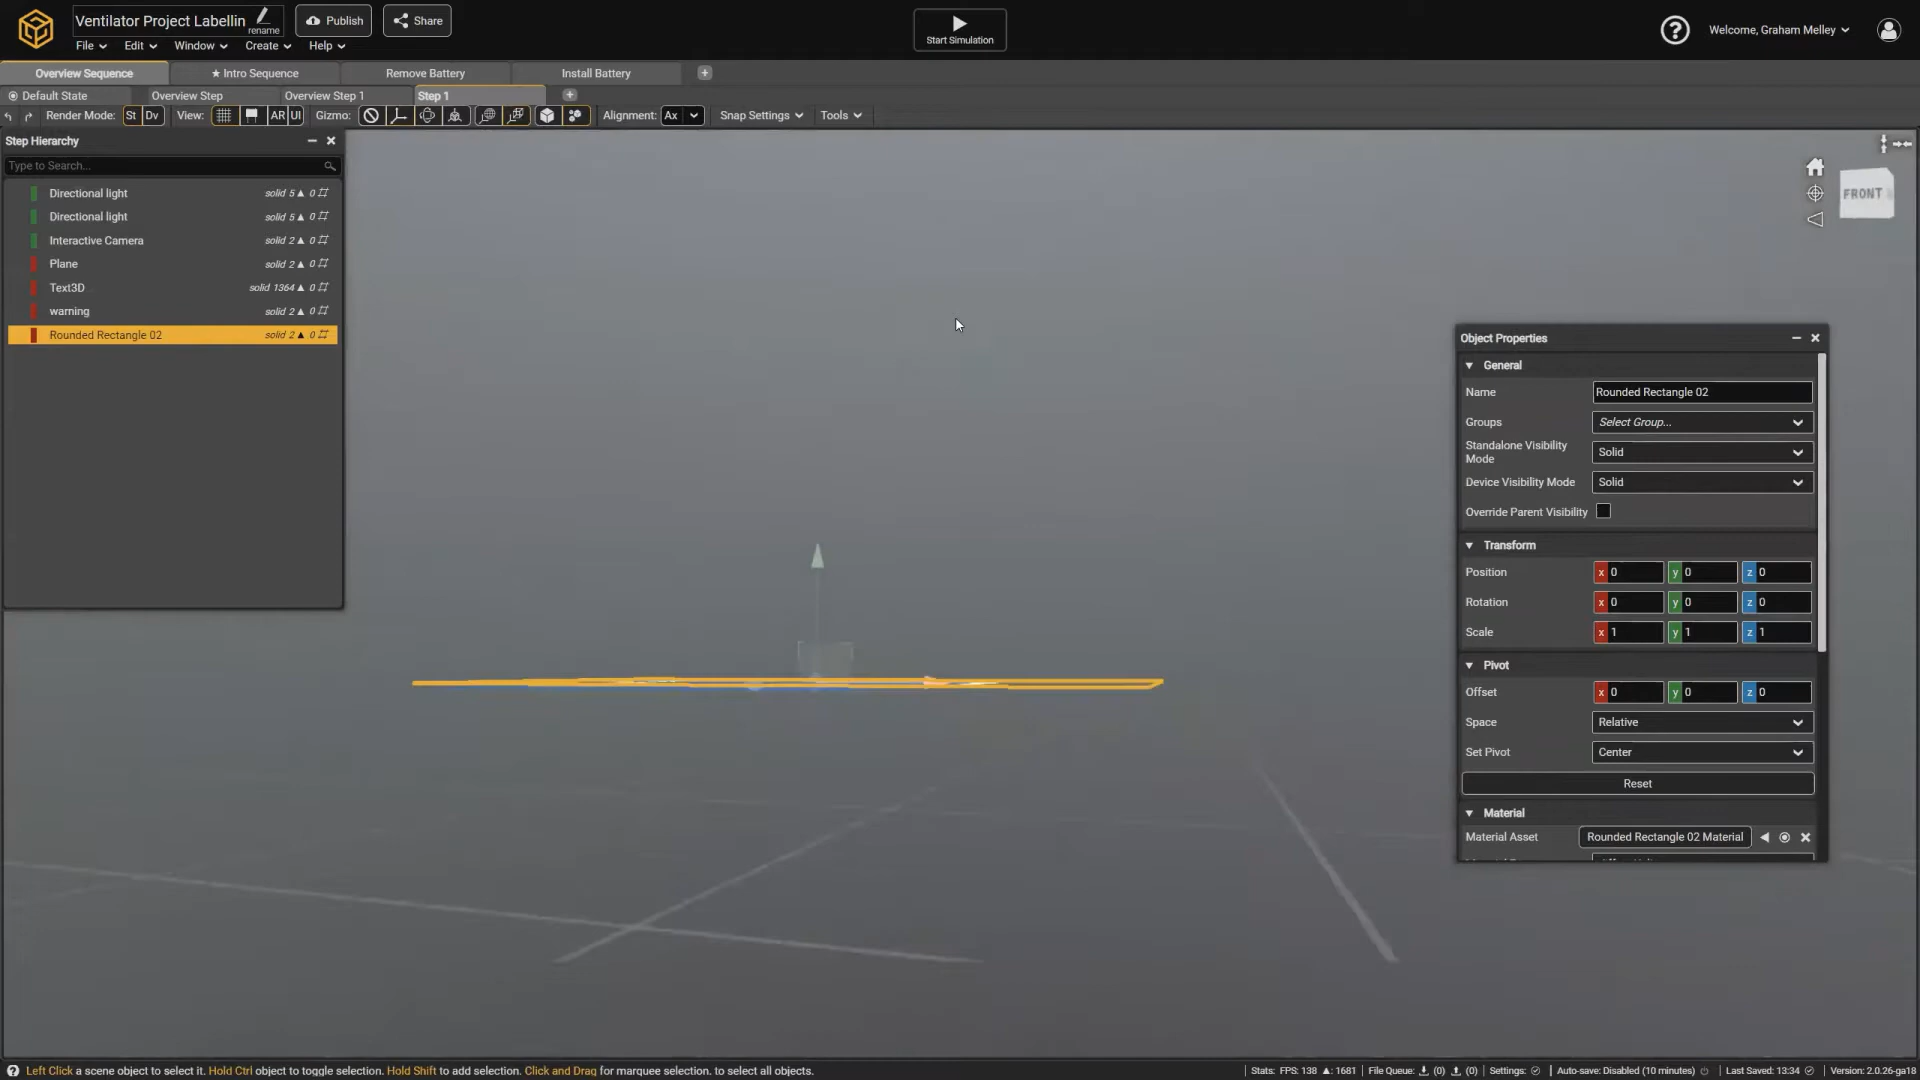 Ventilator Project Labellin
rename
Publish
Share
Start Simulation
Welcome, Graham Melley
File Edit Window Create Help
Overview Sequence ★ Intro Sequence Remove Battery Install Battery +
Default State Overview Step Overview Step 1 Step 1 +
Render Mode: St Dv View: AR UI Gizmo: Alignment: Ax Snap Settings Tools
Step Hierarchy
Type to Search...
Directional light solid 5 ▲ 0
Directional light solid 5 ▲ 0
Interactive Camera solid 2 ▲ 0
Plane solid 2 ▲ 0
Text3D solid 1364 ▲ 0
warning solid 2 ▲ 0
Rounded Rectangle 02 solid 2 ▲ 0
FRONT
Object Properties
General
Name Rounded Rectangle 02
Groups Select Group...
Standalone Visibility Mode Solid
Device Visibility Mode Solid
Override Parent Visibility
Transform
Position x 0 y 0 z 0
Rotation x 0 y 0 z 0
Scale x 1 y 1 z 1
Pivot
Offset x 0 y 0 z 0
Space Relative
Set Pivot Center
Reset
Material
Material Asset Rounded Rectangle 02 Material
Left Click a scene object to select it. Hold Ctrl object to toggle selection. Hold Shift to add selection. Click and Drag for marquee selection. to select all objects.
Stats: FPS: 138 ▲: 1681 File Queue: (0) (0) Settings: Auto-save: Disabled (10 minutes) Last Saved: 13:34 Version: 2.0.26-ga18